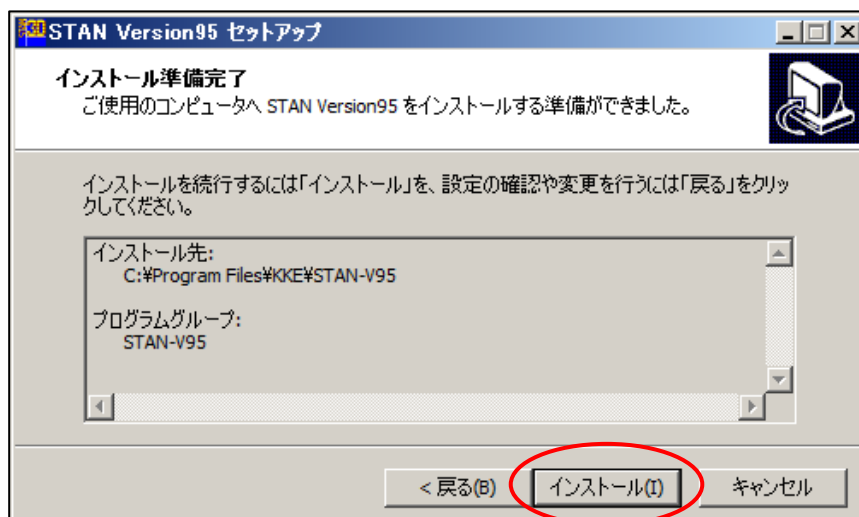 STAN Version95 セットアップ
インストール準備完了
ご使用のコンピュータへ STAN Version95 をインストールする準備ができました。
インストールを続行するには「インストール」を、設定の確認や変更を行うには「戻る」をクリッ
クしてください。
インストール先:
C:¥Program Files¥KKE¥STAN-V95
プログラムグループ:
STAN-V95
< 戻る(B)
インストール(I)
キャンセル